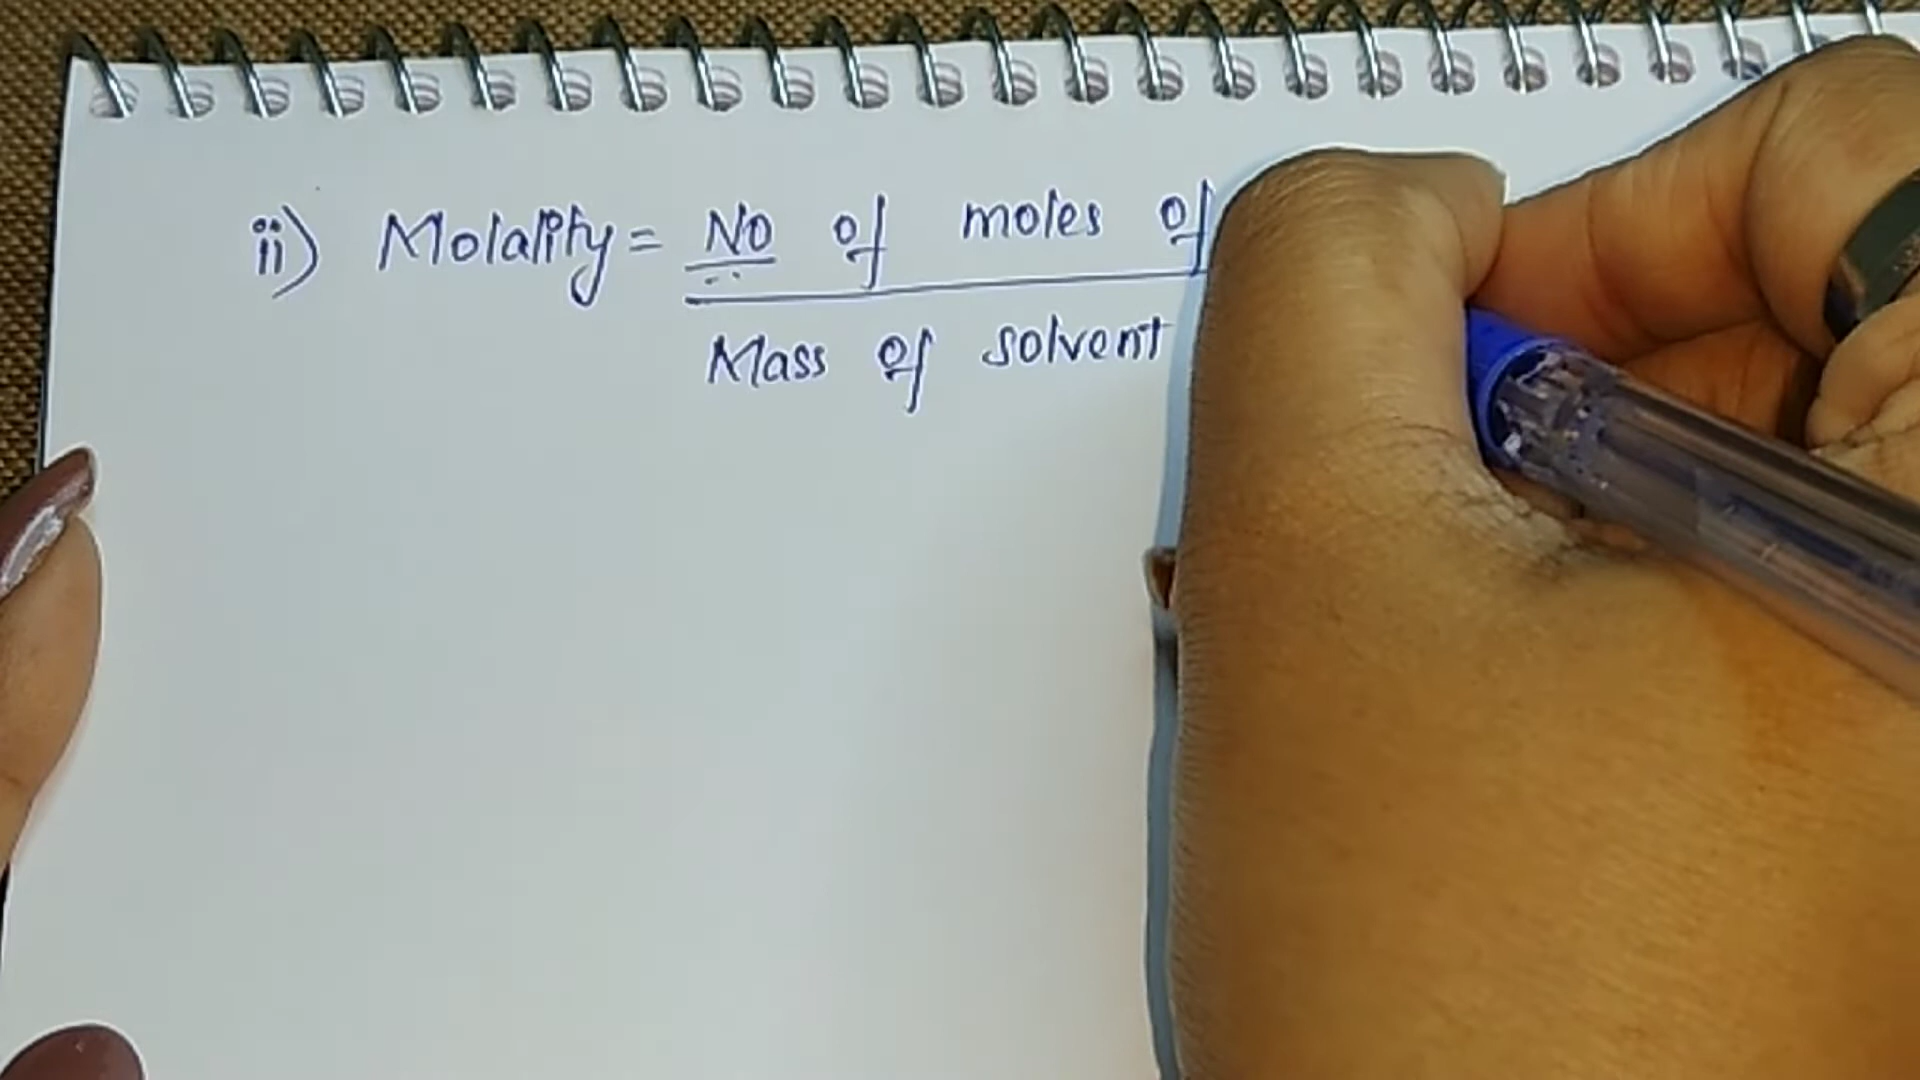 ii) Molality = No of moles of
Mass of solvent